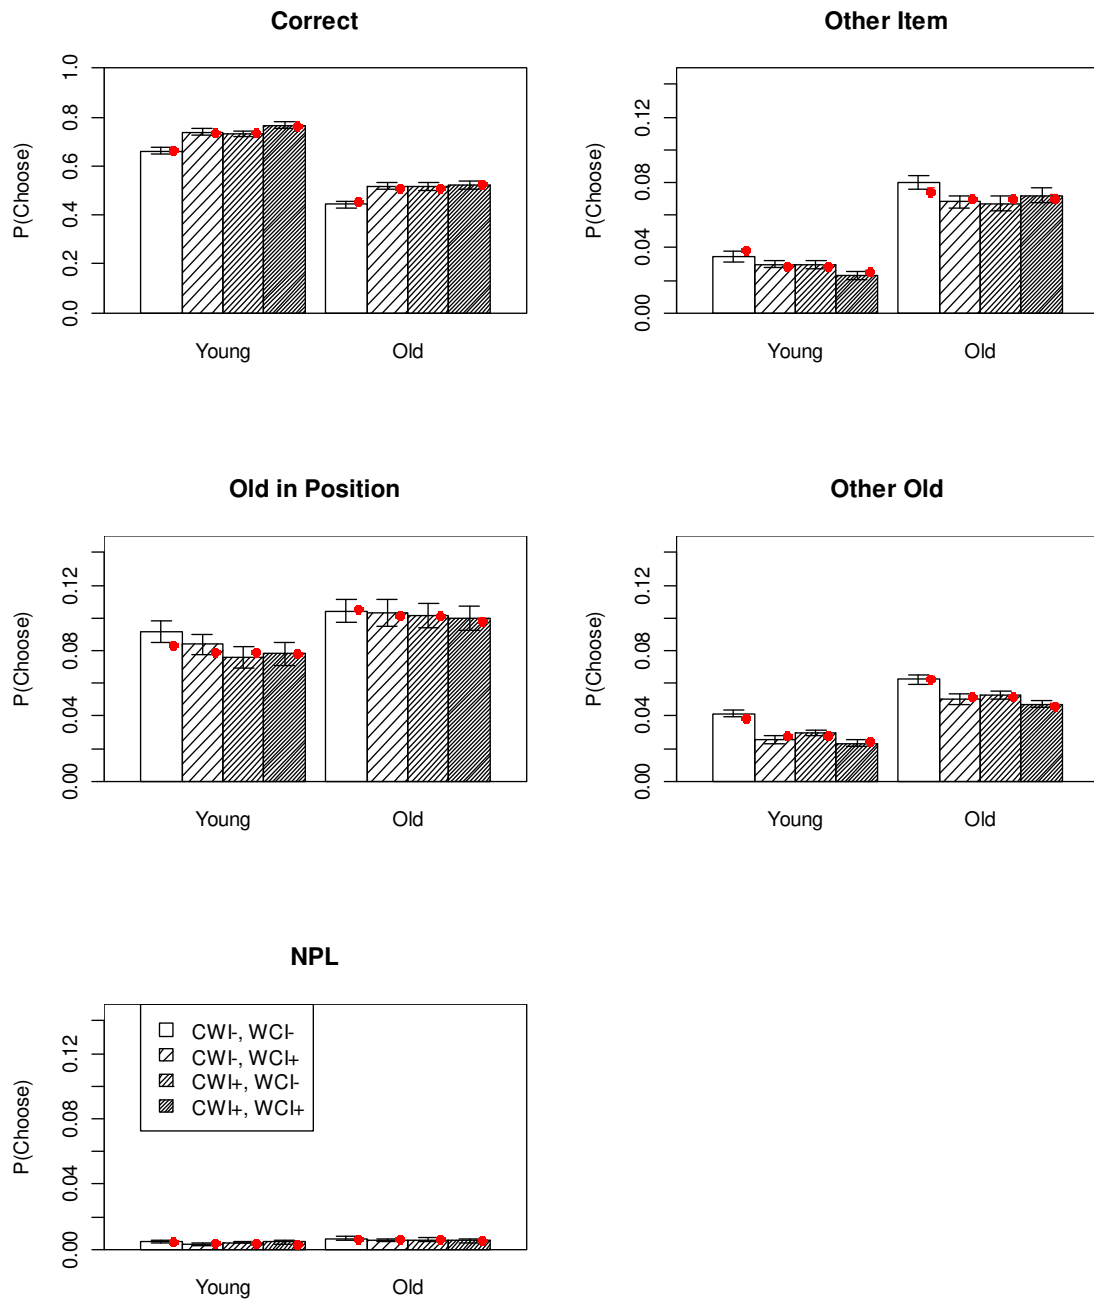 Correct
P(Choose)
0.0 0.2 0.4 0.6 0.8 1.0
Young Old
Other Item
P(Choose)
0.00 0.04 0.08 0.12
Young Old
Old in Position
P(Choose)
0.00 0.04 0.08 0.12
Young Old
Other Old
P(Choose)
0.00 0.04 0.08 0.12
Young Old
NPL
P(Choose)
0.00 0.04 0.08 0.12
CWI-, WCI-
CWI-, WCI+
CWI+, WCI-
CWI+, WCI+
Young Old